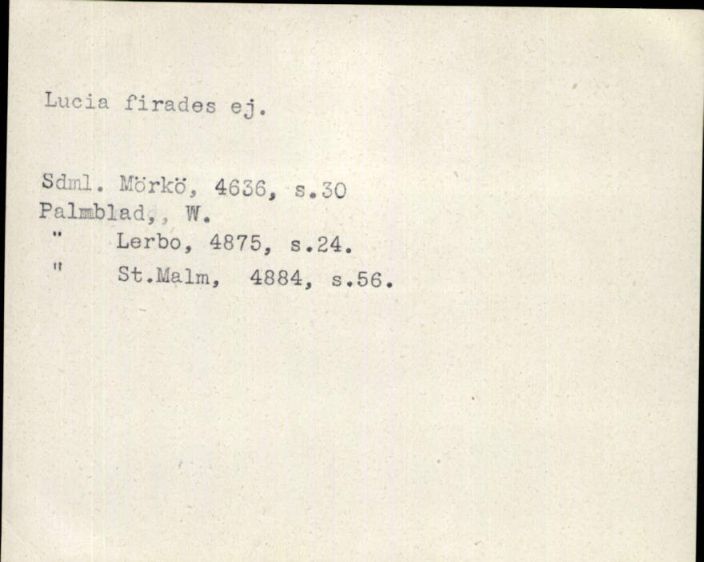 Lucia firades ej.
Sdml. Mörkö, 4636, s.30
Palmblad,, W.
" Lerbo, 4875, s.24.
" St.Malm, 4884, s.56.